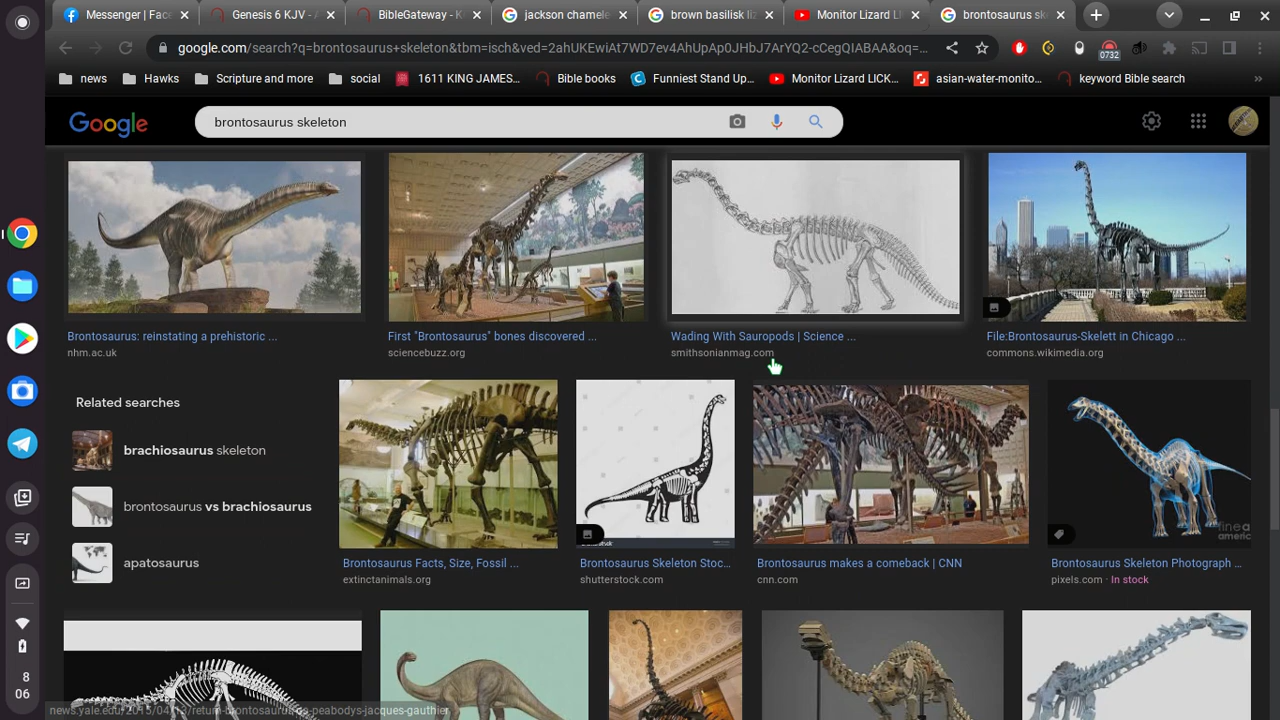 Messenger | Fac
Genesis 6 KJV - 
BibleGateway - K
jackson chamele
brown basilisk liz
Monitor Lizard LI
brontosaurus sk
google.com/search?q=brontosaurus+skeleton&tbm=isch&ved=2ahUKEwiAt7WD7ev4AhUpAp0JHbJ7ArYQ2-cCegQIABAA&oq=...
0732
news
Hawks
Scripture and more
social
1611 KING JAMES...
Bible books
Funniest Stand Up...
Monitor Lizard LICK...
asian-water-monito...
keyword Bible search
»
Google
brontosaurus skeleton
Brontosaurus: reinstating a prehistoric ...
nhm.ac.uk
First "Brontosaurus" bones discovered ...
sciencebuzz.org
Wading With Sauropods | Science ...
smithsonianmag.com
File:Brontosaurus-Skelett in Chicago ...
commons.wikimedia.org
Related searches
brachiosaurus skeleton
brontosaurus vs brachiosaurus
apatosaurus
Brontosaurus Facts, Size, Fossil ...
extinctanimals.org
Brontosaurus Skeleton Stoc...
shutterstock.com
Brontosaurus makes a comeback | CNN
cnn.com
fine a
americ
Brontosaurus Skeleton Photograph ...
pixels.com · In stock
8
06